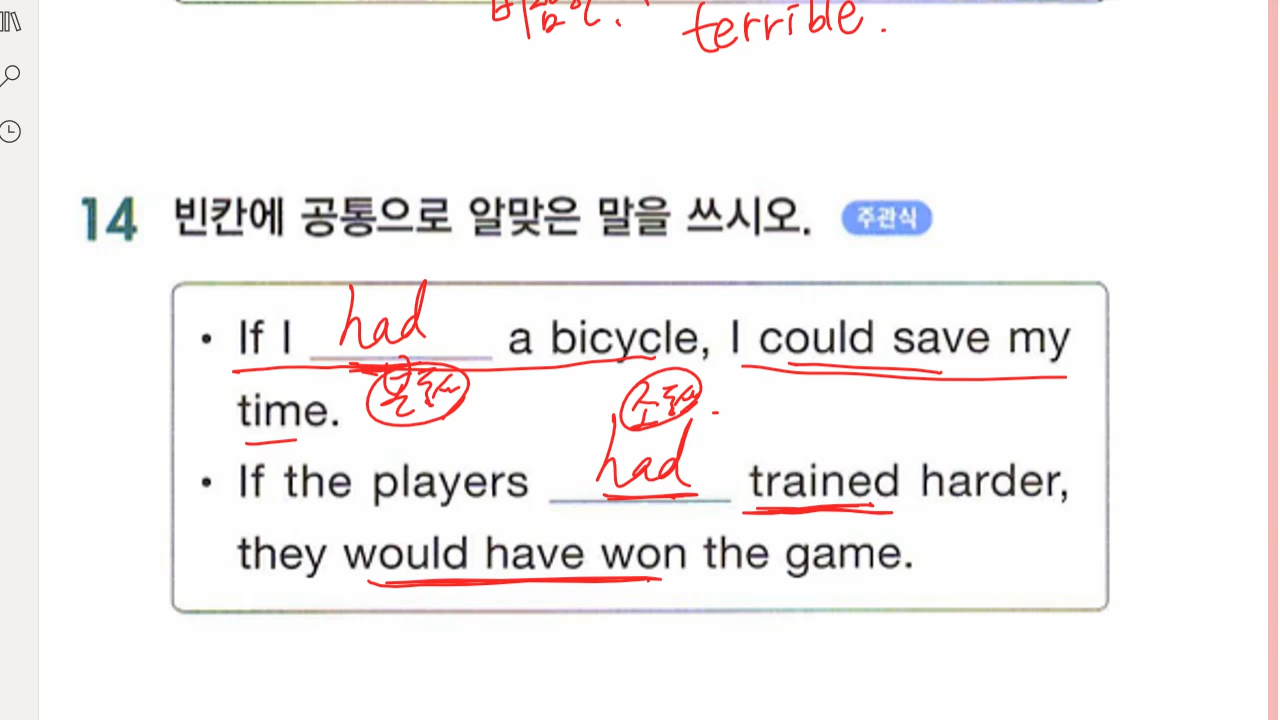 terrible.
14 빈칸에 공통으로 알맞은 말을 쓰시오. 주관식
• If I had a bicycle, I could save my
time.
• If the players had trained harder,
they would have won the game.